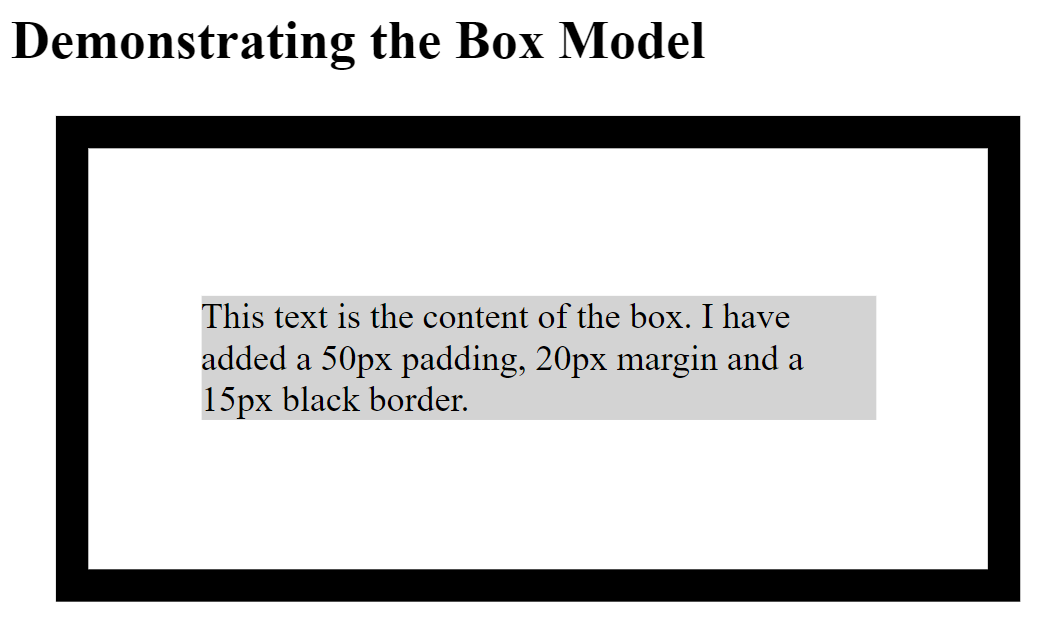 Demonstrating the Box Model
This text is the content of the box. I have
added a 50px padding, 20px margin and a
15px black border.